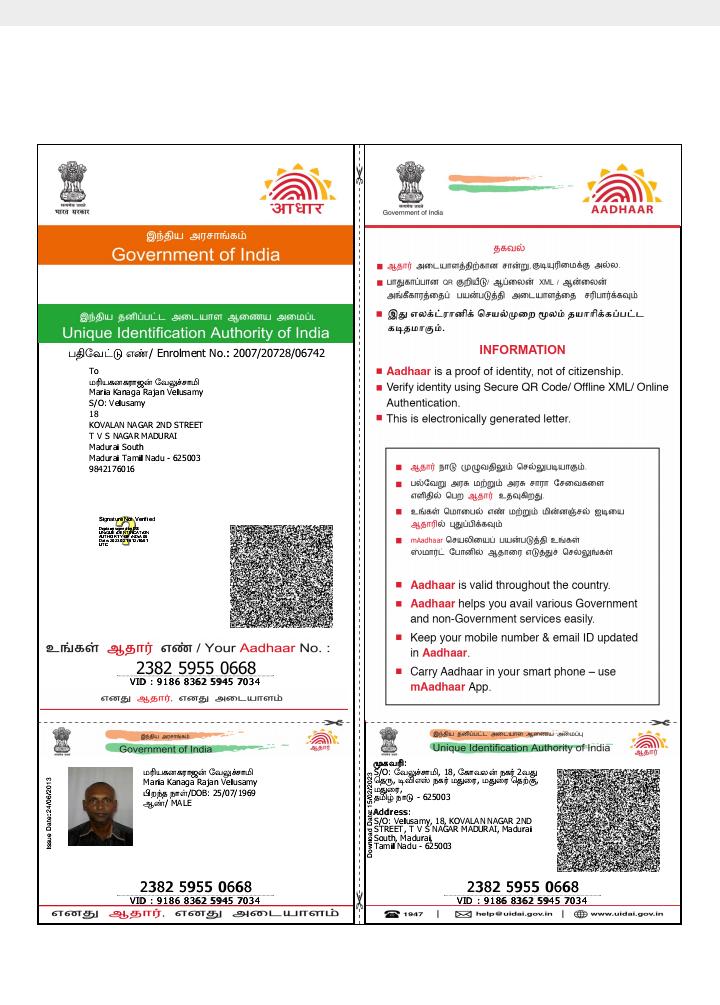 भारत सरकार
आधार
இந்திய அரசாங்கம்
Government of India
இந்திய தனிப்பட்ட அடையாள ஆணைய அமைப்பு
Unique Identification Authority of India
பதிவேட்டு எண்/ Enrolment No.: 2007/20728/06742
To
மரியகனகராஜன் வேலுச்சாமி
Maria Kanaga Rajan Vellusamy
S/O: Vellusamy
18
KOVALAN NAGAR 2ND STREET
T V S NAGAR MADURAI
Madurai South
Madurai Tamil Nadu - 625003
9842176016
Signature Not Verified
உங்கள் ஆதார் எண் / Your Aadhaar No. :
2382 5955 0668
VID : 9186 8362 5945 7034
எனது ஆதார், எனது அடையாளம்
Government of India
AADHAAR
தகவல்
ஆதார் அடையாளத்திற்கான சான்று, குடியுரிமைக்கு அல்ல.
பாதுகாப்பான QR குறியீடு/ ஆப்லைன் XML / ஆன்லைன்
அங்கீகாரத்தைப் பயன்படுத்தி அடையாளத்தை சரிபார்க்கவும்
இது எலக்ட்ரானிக் செயல்முறை மூலம் தயாரிக்கப்பட்ட
கடிதமாகும்.
INFORMATION
Aadhaar is a proof of identity, not of citizenship.
Verify identity using Secure QR Code/ Offline XML/ Online
Authentication.
This is electronically generated letter.
ஆதார் நாடு முழுவதிலும் செல்லுபடியாகும்.
பல்வேறு அரசு மற்றும் அரசு சாரா சேவைகளை
எளிதில் பெற ஆதார் உதவுகிறது.
உங்கள் மொபைல் எண் மற்றும் மின்னஞ்சல் ஐடியை
ஆதாரில் புதுப்பிக்கவும்
mAadhaar செயலியைப் பயன்படுத்தி உங்கள்
ஸ்மார்ட் போனில் ஆதாரை எடுத்துச் செல்லுங்கள்
Aadhaar is valid throughout the country.
Aadhaar helps you avail various Government
and non-Government services easily.
Keep your mobile number & email ID updated
in Aadhaar.
Carry Aadhaar in your smart phone – use
mAadhaar App.
இந்திய அரசாங்கம்
Government of India
ஆதார்
Issue Date:24/06/2013
மரியகனகராஜன் வேலுச்சாமி
Maria Kanaga Rajan Vellusamy
பிறந்த நாள்/DOB: 25/07/1969
ஆண்/ MALE
2382 5955 0668
VID : 9186 8362 5945 7034
எனது ஆதார், எனது அடையாளம்
இந்திய தனிப்பட்ட அடையாள ஆணைய அமைப்பு
Unique Identification Authority of India
ஆதார்
Download Date: 15/02/2023
முகவரி:
S/O: வேலுச்சாமி, 18, கோவலன் நகர் 2வது
தெரு, டிவிஎஸ் நகர் மதுரை, மதுரை தெற்கு,
மதுரை,
தமிழ் நாடு - 625003
Address:
S/O: Vellusamy, 18, KOVALAN NAGAR 2ND
STREET, T V S NAGAR MADURAI, Madurai
South, Madurai,
Tamil Nadu - 625003
2382 5955 0668
VID : 9186 8362 5945 7034
1947 | help@uidai.gov.in | www.uidai.gov.in